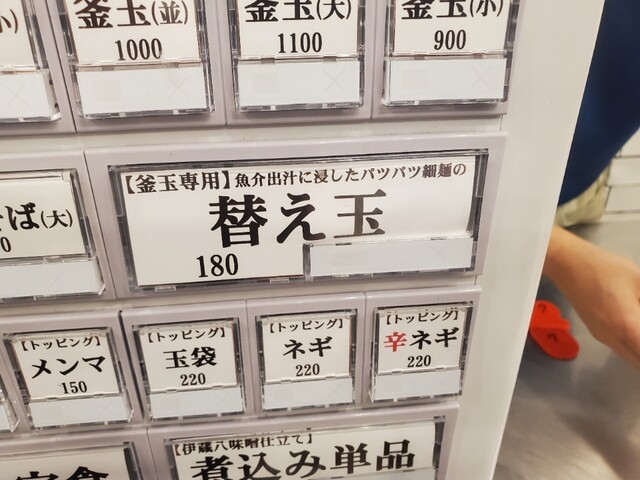 釜玉(並)
1000
釜玉(大)
1100
釜玉(小)
900
そば(大)
【釜玉専用】魚介出汁に浸したパツパツ細麺の
替え玉
180
【トッピング】
メンマ
150
【トッピング】
玉袋
220
【トッピング】
ネギ
220
【トッピング】
辛ネギ
220
定食
【伊蔵八味噌仕立て】
煮込み単品